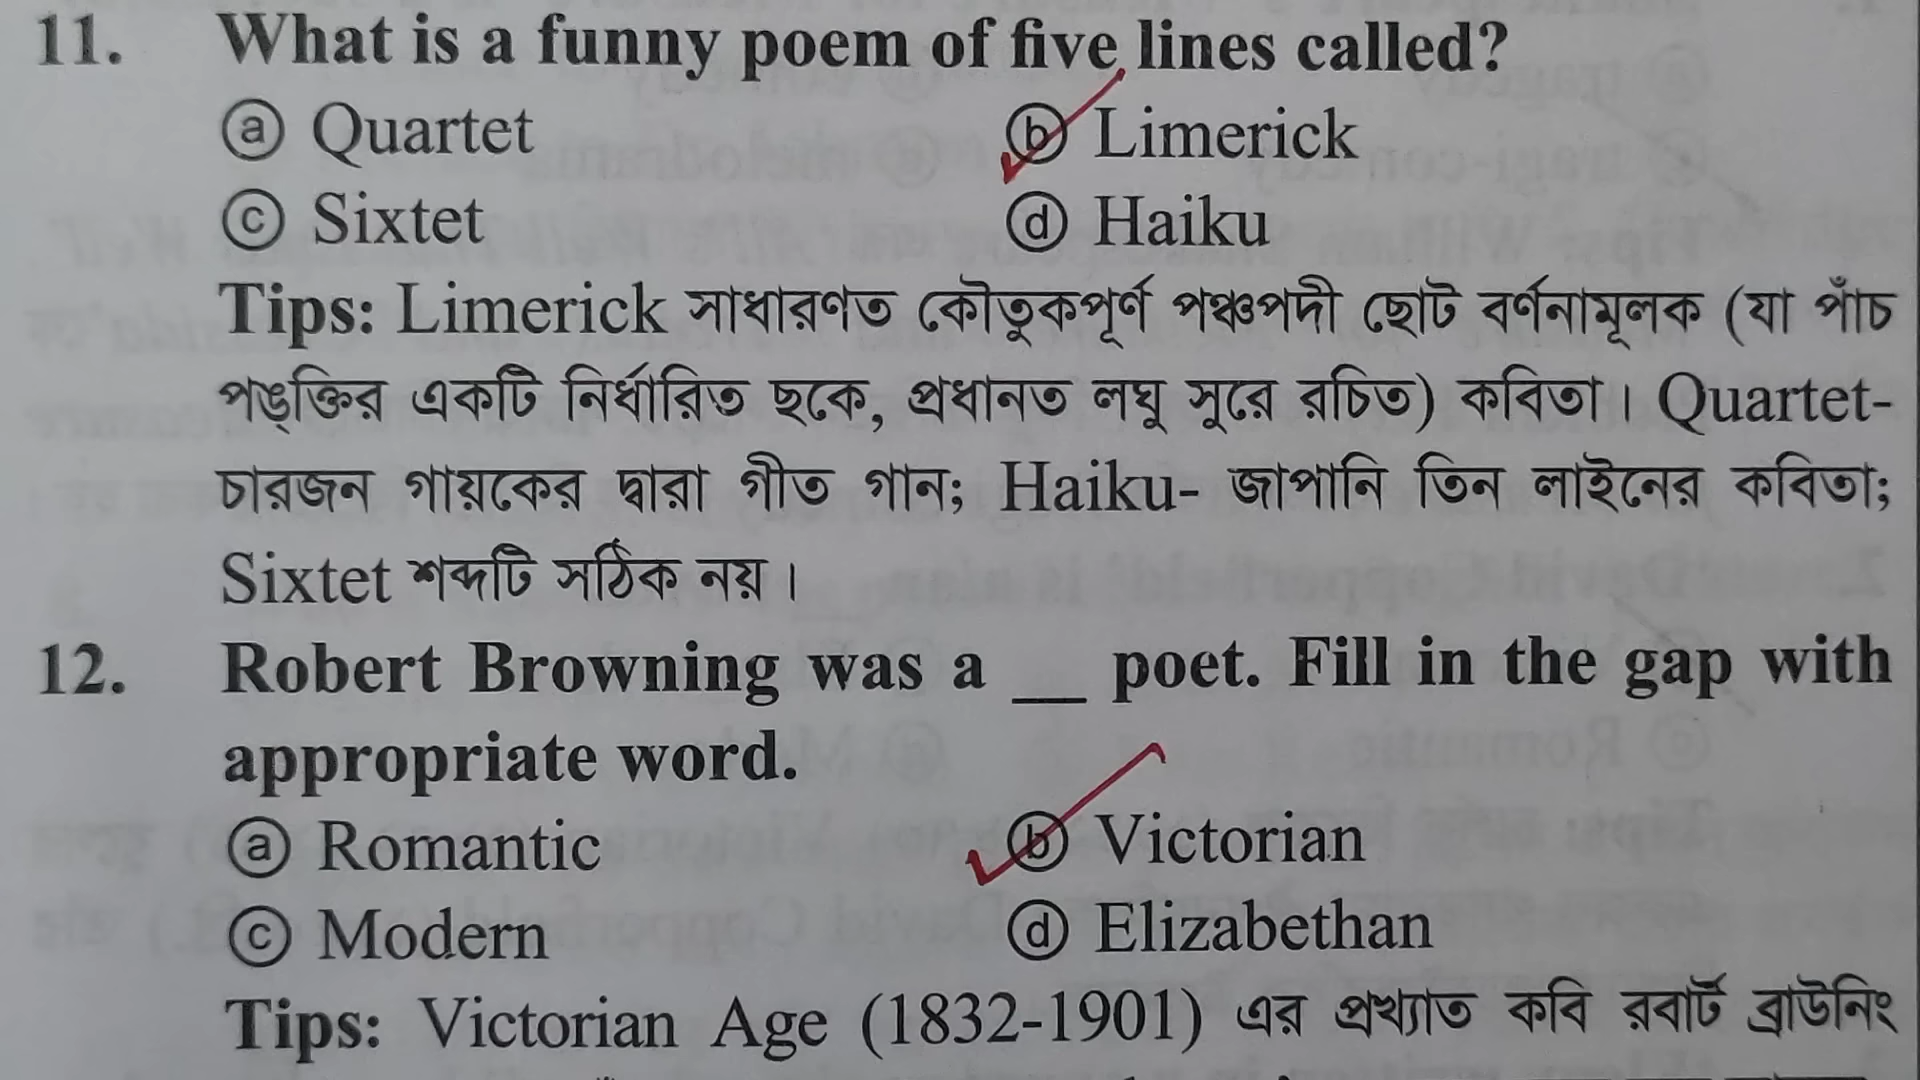 11. What is a funny poem of five lines called?
ⓐ Quartet ⓑ Limerick
ⓒ Sixtet ⓓ Haiku
Tips: Limerick সাধারণত কৌতুকপূর্ণ পঞ্চপদী ছোট বর্ণনামূলক (যা পাঁচ
পঙ্ক্তির একটি নির্ধারিত ছকে, প্রধানত লঘু সুরে রচিত) কবিতা। Quartet-
চারজন গায়কের দ্বারা গীত গান; Haiku- জাপানি তিন লাইনের কবিতা;
Sixtet শব্দটি সঠিক নয়।
12. Robert Browning was a __ poet. Fill in the gap with
appropriate word.
ⓐ Romantic ⓑ Victorian
ⓒ Modern ⓓ Elizabethan
Tips: Victorian Age (1832-1901) এর প্রখ্যাত কবি রবার্ট ব্রাউনিং